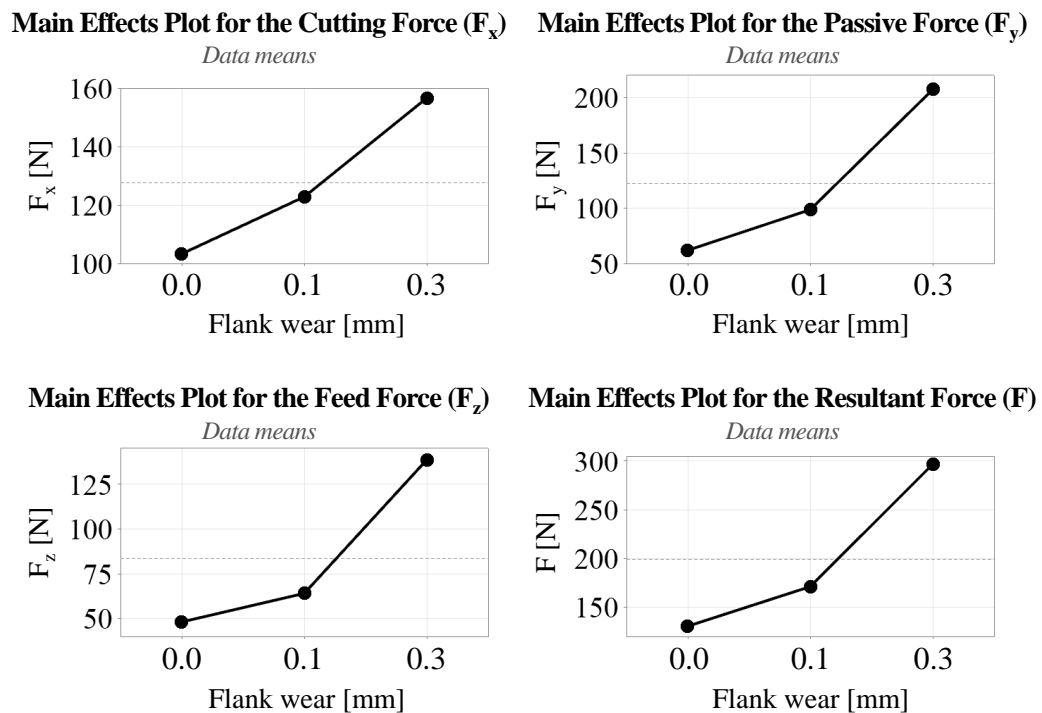 Main Effects Plot for the Cutting Force (Fx)
Data means
160
140
120
100
Fx [N]
0.0 0.1 0.3
Flank wear [mm]
Main Effects Plot for the Passive Force (Fy)
Data means
200
150
100
50
Fy [N]
0.0 0.1 0.3
Flank wear [mm]
Main Effects Plot for the Feed Force (Fz)
Data means
125
100
75
50
Fz [N]
0.0 0.1 0.3
Flank wear [mm]
Main Effects Plot for the Resultant Force (F)
Data means
300
250
200
150
F [N]
0.0 0.1 0.3
Flank wear [mm]